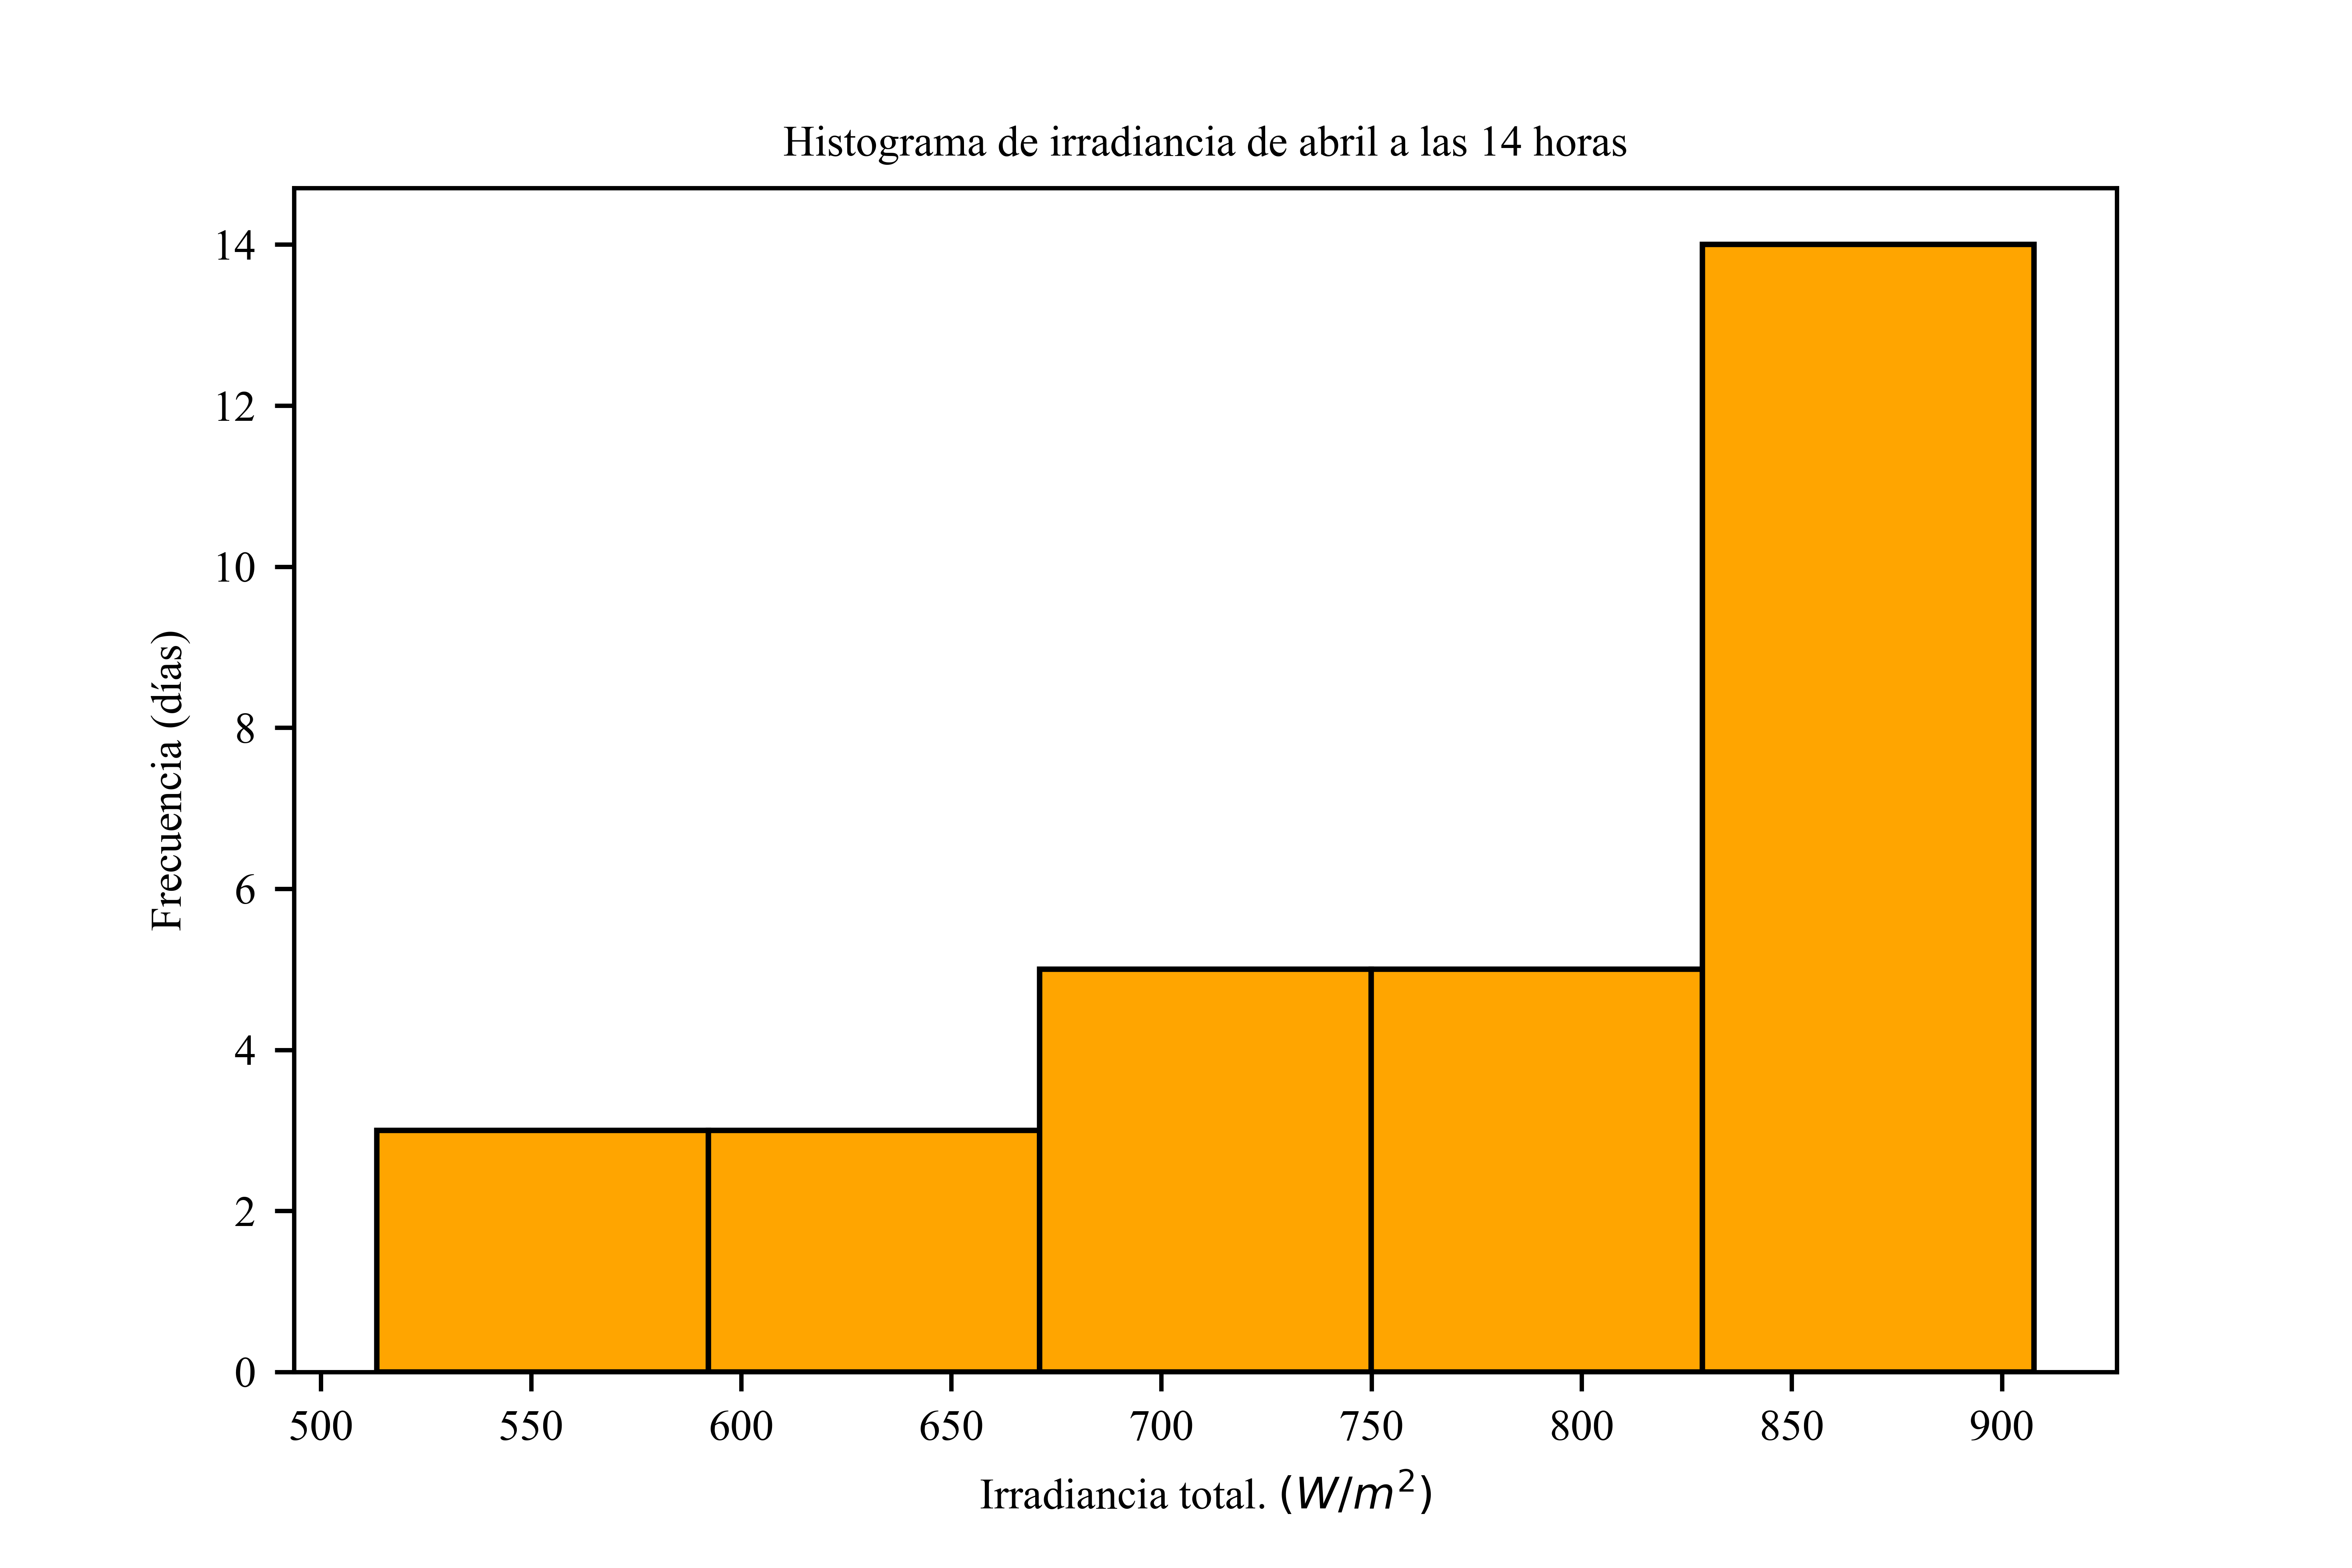 Histograma de irradiancia de abril a las 14 horas
Frecuencia (días)
14
12
10
8
6
4
2
0
500 550 600 650 700 750 800 850 900
Irradiancia total. (W/m²)